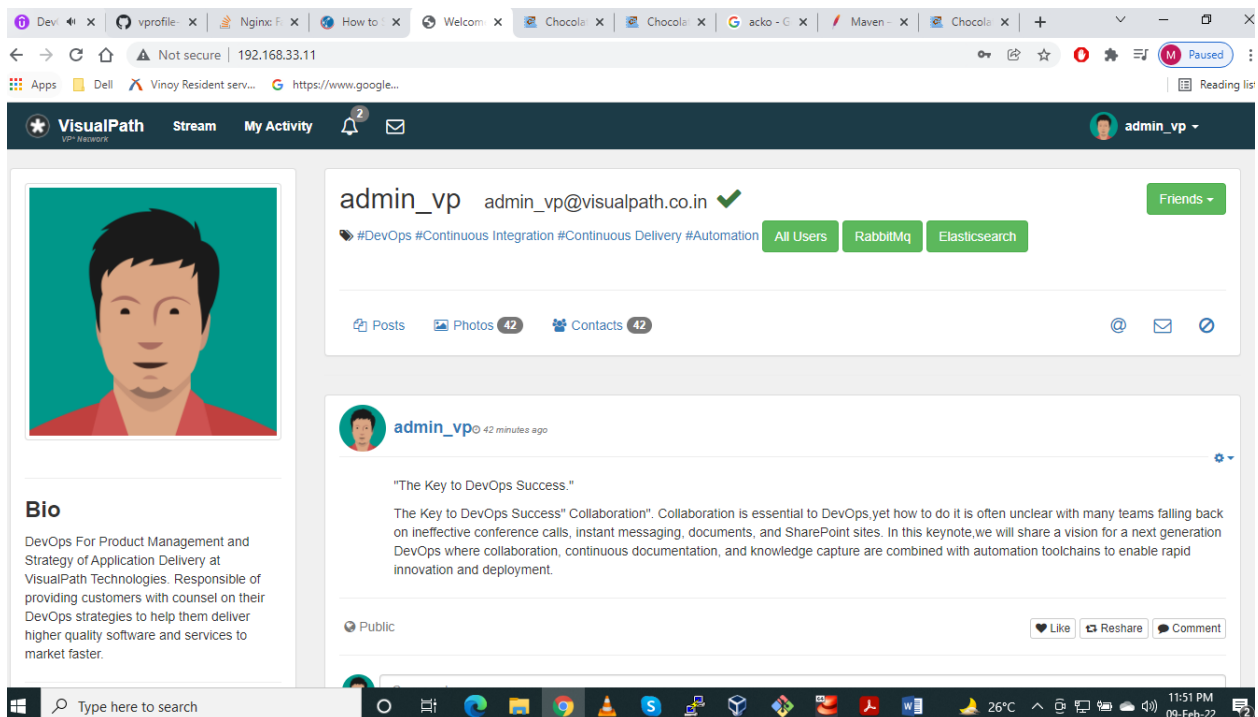 Dev
vprofile-
Nginx: F
How to
Welcom
Chocola
Chocolat
acko - G
Maven –
Chocola
Not secure | 192.168.33.11
M Paused
Apps Dell Vinoy Resident serv... https://www.google... Reading list
VisualPath Stream My Activity 2 admin_vp
VP* Network
admin_vp admin_vp@visualpath.co.in Friends
#DevOps #Continuous Integration #Continuous Delivery #Automation All Users RabbitMq Elasticsearch
Posts Photos 42 Contacts 42 @
admin_vp 42 minutes ago
"The Key to DevOps Success."
The Key to DevOps Success" Collaboration". Collaboration is essential to DevOps,yet how to do it is often unclear with many teams falling back
on ineffective conference calls, instant messaging, documents, and SharePoint sites. In this keynote,we will share a vision for a next generation
DevOps where collaboration, continuous documentation, and knowledge capture are combined with automation toolchains to enable rapid
innovation and deployment.
Public Like Reshare Comment
Bio
DevOps For Product Management and
Strategy of Application Delivery at
VisualPath Technologies. Responsible of
providing customers with counsel on their
DevOps strategies to help them deliver
higher quality software and services to
market faster.
Type here to search
26°C
11:51 PM
09-Feb-22